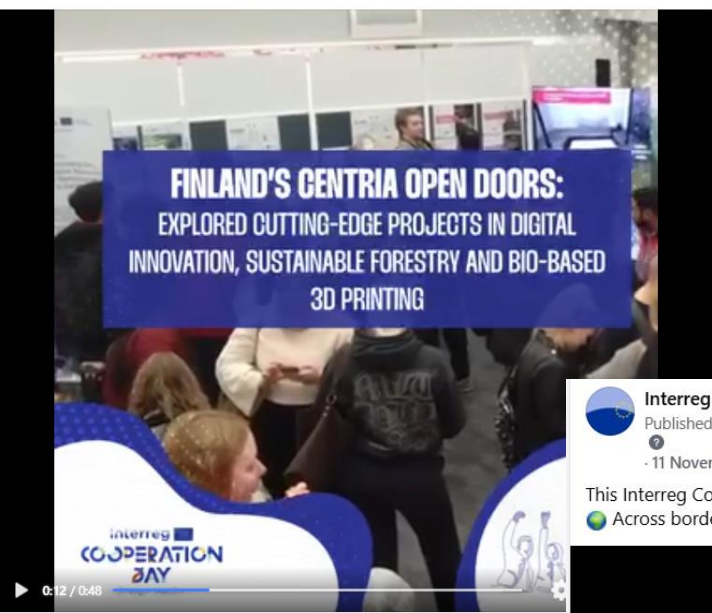 FINLAND'S CENTRIA OPEN DOORS:
EXPLORED CUTTING-EDGE PROJECTS IN DIGITAL
INNOVATION, SUSTAINABLE FORESTRY AND BIO-BASED
3D PRINTING
Interreg
COOPERATION
DAY
0:12 / 0:48
Interreg
Published
· 11 Nover
This Interreg Co
Across borde